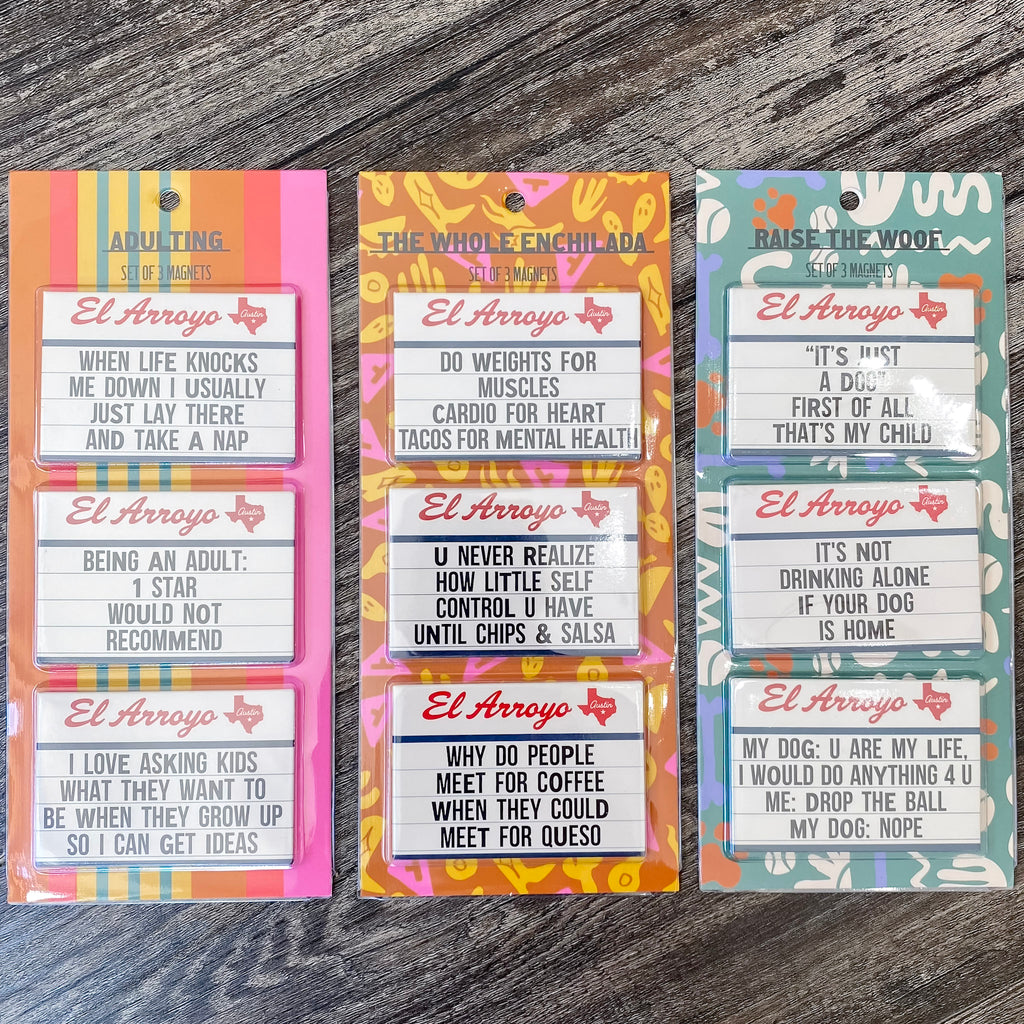 ADULTING
SET OF 3 MAGNETS
El Arroyo
Austin
WHEN LIFE KNOCKS
ME DOWN I USUALLY
JUST LAY THERE
AND TAKE A NAP
El Arroyo
Austin
BEING AN ADULT:
1 STAR
WOULD NOT
RECOMMEND
El Arroyo
Austin
I LOVE ASKING KIDS
WHAT THEY WANT TO
BE WHEN THEY GROW UP
SO I CAN GET IDEAS
THE WHOLE ENCHILADA
SET OF 3 MAGNETS
El Arroyo
Austin
DO WEIGHTS FOR
MUSCLES
CARDIO FOR HEART
TACOS FOR MENTAL HEALTH
El Arroyo
Austin
U NEVER REALIZE
HOW LITTLE SELF
CONTROL U HAVE
UNTIL CHIPS & SALSA
El Arroyo
Austin
WHY DO PEOPLE
MEET FOR COFFEE
WHEN THEY COULD
MEET FOR QUESO
RAISE THE WOOF
SET OF 3 MAGNETS
El Arroyo
Austin
"IT'S JUST
A DOG"
FIRST OF ALL
THAT'S MY CHILD
El Arroyo
Austin
IT'S NOT
DRINKING ALONE
IF YOUR DOG
IS HOME
El Arroyo
Austin
MY DOG: U ARE MY LIFE,
I WOULD DO ANYTHING 4 U
ME: DROP THE BALL
MY DOG: NOPE